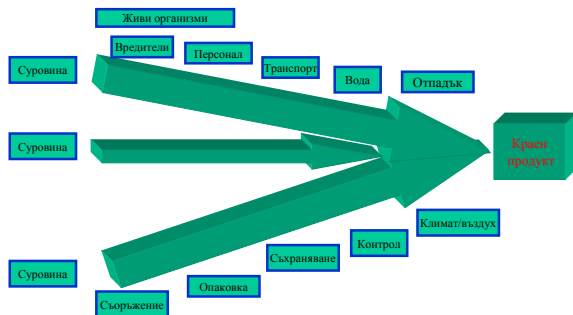 Живи организми
Вредители
Персонал
Транспорт
Вода
Отпадък
Суровина
Суровина
Краен
продукт
Суровина
Съоръжение
Опаковка
Съхраняване
Контрол
Климат/въздух